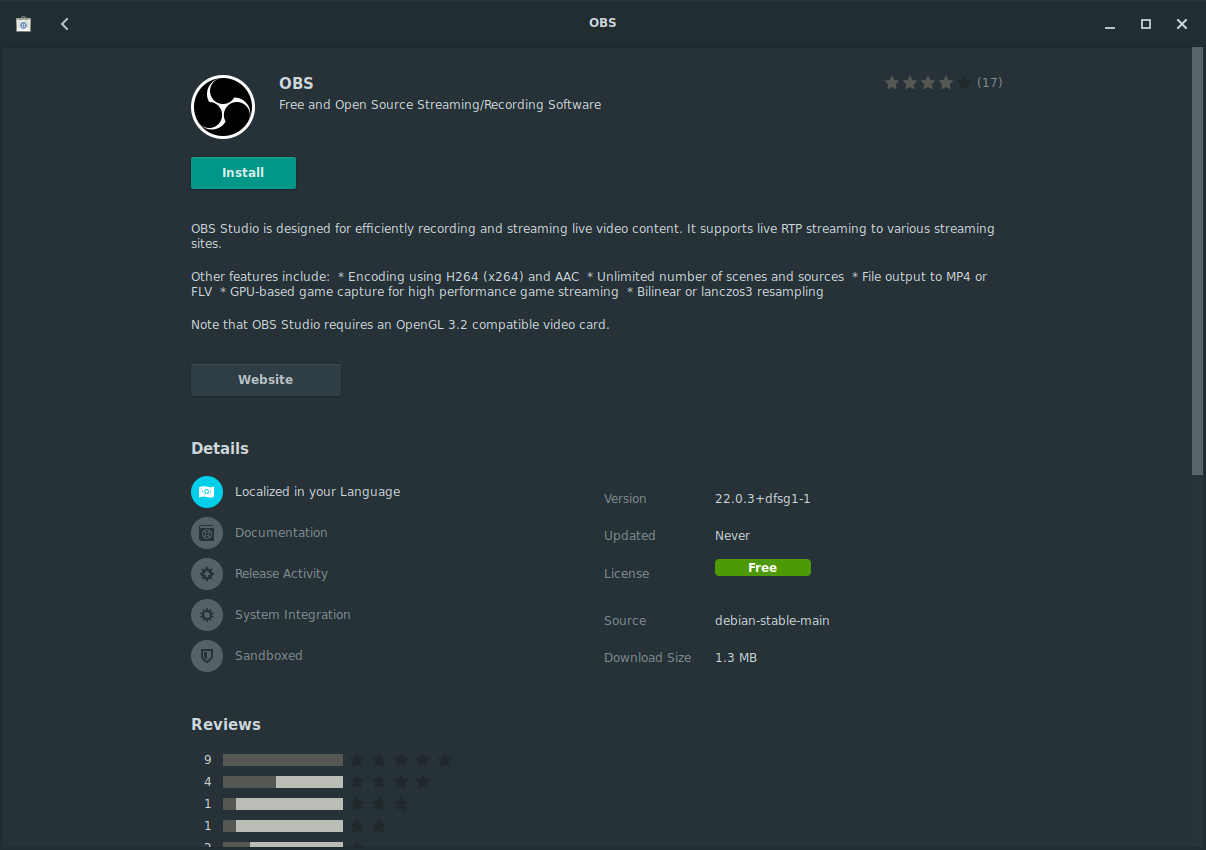 OBS
OBS
(17)
Free and Open Source Streaming/Recording Software
Install
OBS Studio is designed for efficiently recording and streaming live video content. It supports live RTP streaming to various streaming
sites.
Other features include:  * Encoding using H264 (x264) and AAC  * Unlimited number of scenes and sources  * File output to MP4 or
FLV  * GPU-based game capture for high performance game streaming  * Bilinear or lanczos3 resampling
Note that OBS Studio requires an OpenGL 3.2 compatible video card.
Website
Details
Localized in your Language
Documentation
Release Activity
System Integration
Sandboxed
Version 22.0.3+dfsg1-1
Updated Never
License Free
Source debian-stable-main
Download Size 1.3 MB
Reviews
9
4
1
1